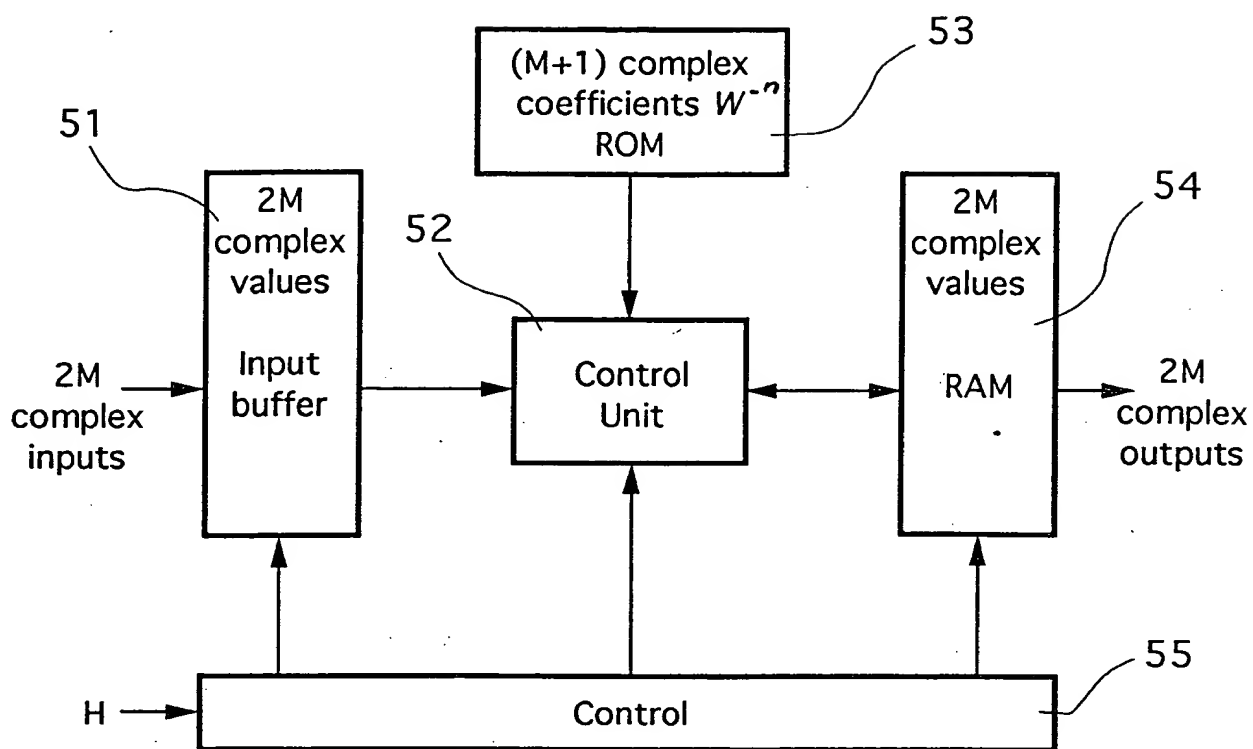 53
(M+1) complex
coefficients W⁻ⁿ
ROM
51
2M
complex
values
Input
buffer
52
Control
Unit
54
2M
complex
values
RAM
2M
complex
inputs
2M
complex
outputs
55
H
Control